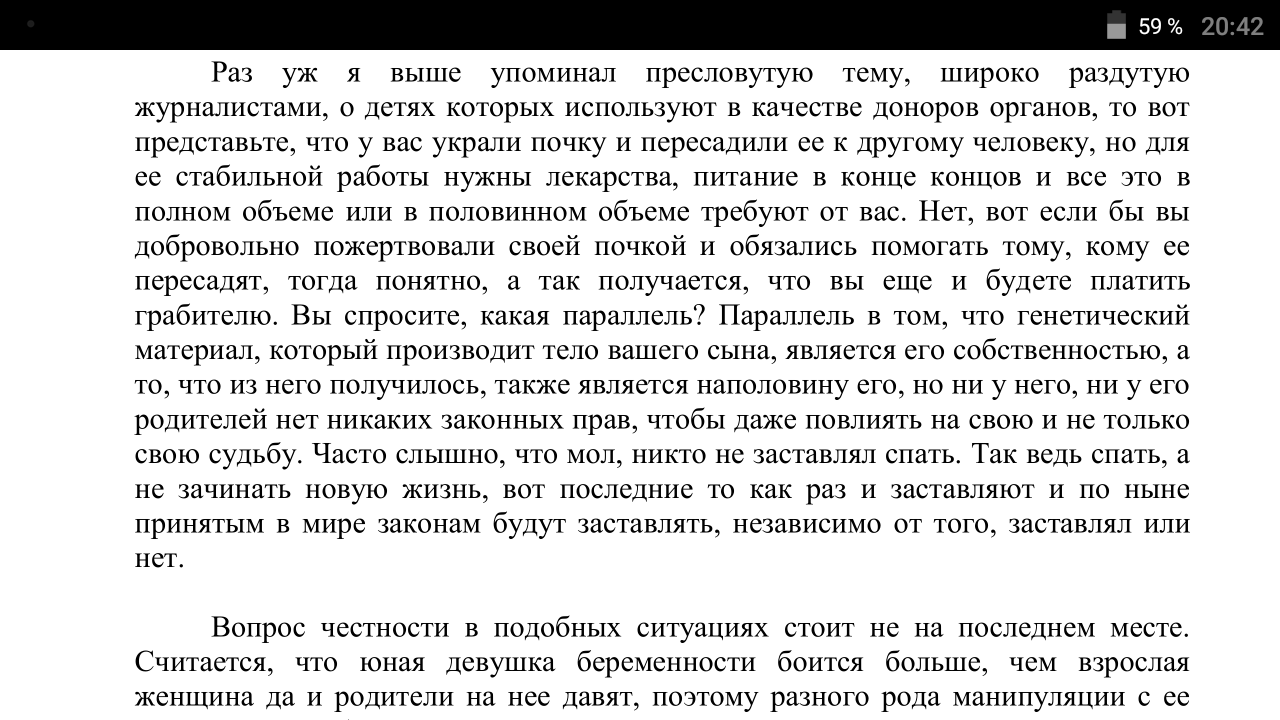 59 % 20:42
Раз уж я выше упоминал пресловутую тему, широко раздутую
журналистами, о детях которых используют в качестве доноров органов, то вот
представьте, что у вас украли почку и пересадили ее к другому человеку, но для
ее стабильной работы нужны лекарства, питание в конце концов и все это в
полном объеме или в половинном объеме требуют от вас. Нет, вот если бы вы
добровольно пожертвовали своей почкой и обязались помогать тому, кому ее
пересадят, тогда понятно, а так получается, что вы еще и будете платить
грабителю. Вы спросите, какая параллель? Параллель в том, что генетический
материал, который производит тело вашего сына, является его собственностью, а
то, что из него получилось, также является наполовину его, но ни у него, ни у его
родителей нет никаких законных прав, чтобы даже повлиять на свою и не только
свою судьбу. Часто слышно, что мол, никто не заставлял спать. Так ведь спать, а
не зачинать новую жизнь, вот последние то как раз и заставляют и по ныне
принятым в мире законам будут заставлять, независимо от того, заставлял или
нет.
Вопрос честности в подобных ситуациях стоит не на последнем месте.
Считается, что юная девушка беременности боится больше, чем взрослая
женщина да и родители на нее давят, поэтому разного рода манипуляции с ее